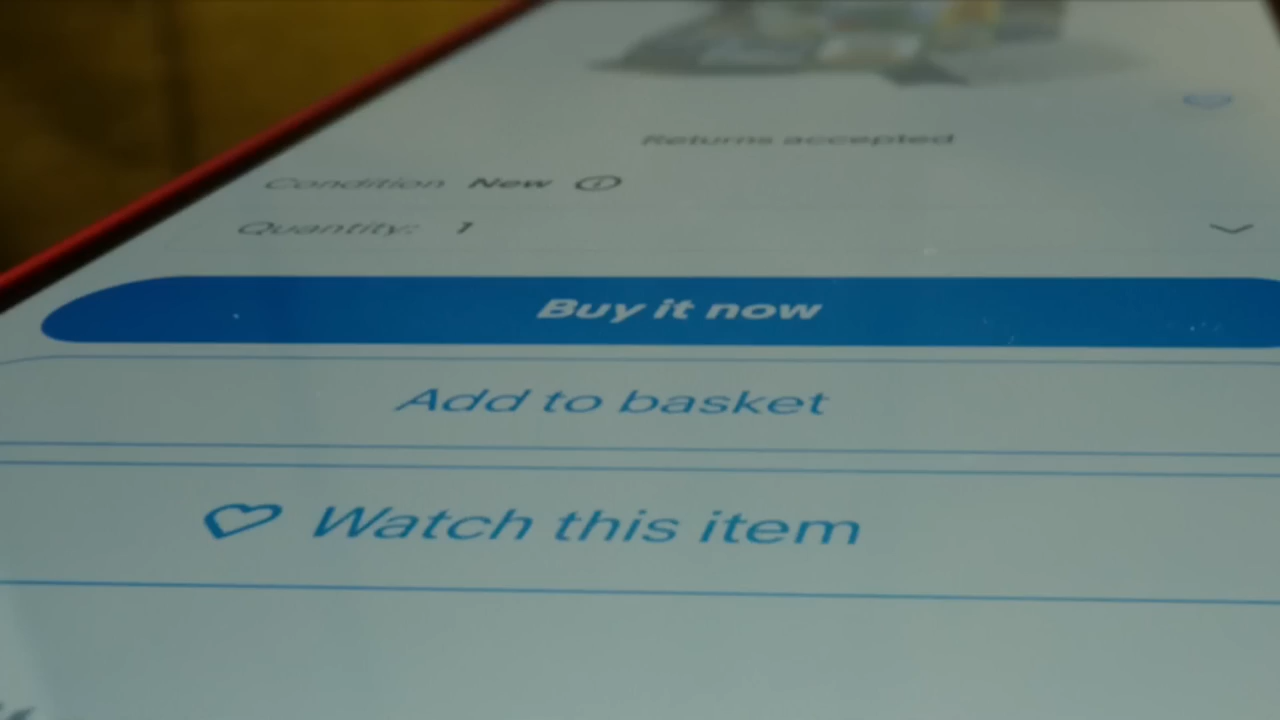 Returns accepted
Condition New
Quantity: 1
Buy it now
Add to basket
Watch this item